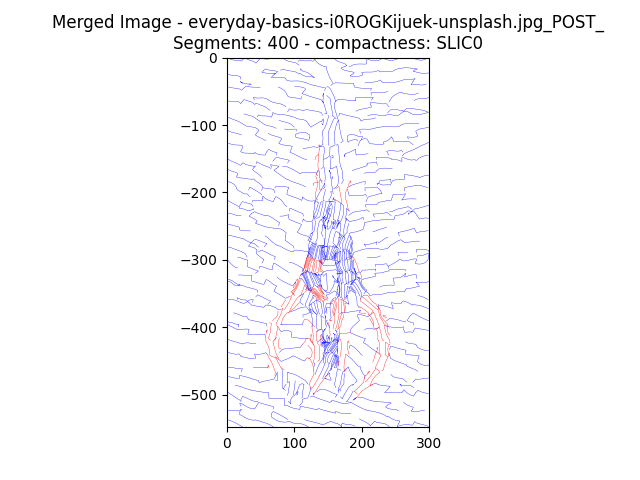 Merged Image - everyday-basics-i0ROGKijuek-unsplash.jpg_POST_
Segments: 400 - compactness: SLIC0
0
−100
−200
−300
−400
−500
0 100 200 300